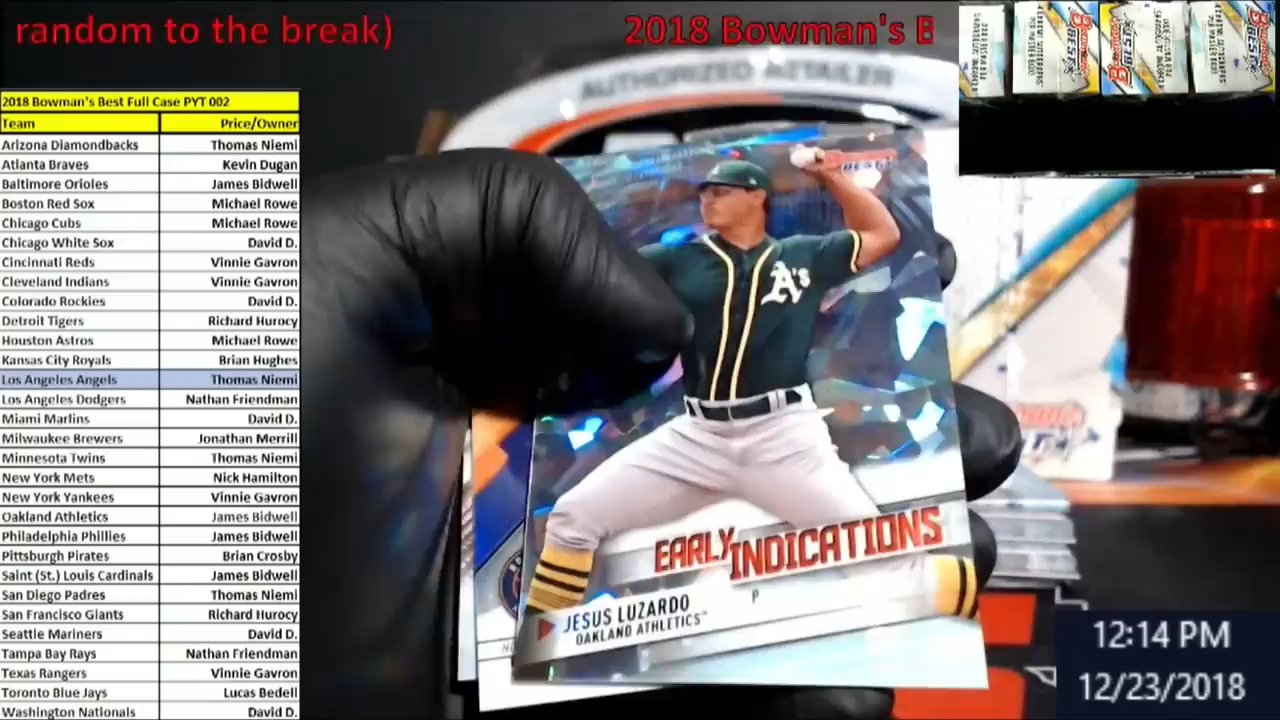 random to the break)
2018 Bowman's B
AUTHORIZED RETAILER
2018 Bowman's Best Full Case PYT 002
Team Price/Owner
Arizona Diamondbacks Thomas Niemi
Atlanta Braves Kevin Dugan
Baltimore Orioles James Bidwell
Boston Red Sox Michael Rowe
Chicago Cubs Michael Rowe
Chicago White Sox David D.
Cincinnati Reds Vinnie Gavron
Cleveland Indians Vinnie Gavron
Colorado Rockies David D.
Detroit Tigers Richard Hurocy
Houston Astros Michael Rowe
Kansas City Royals Brian Hughes
Los Angeles Angels Thomas Niemi
Los Angeles Dodgers Nathan Friendman
Miami Marlins David D.
Milwaukee Brewers Jonathan Merrill
Minnesota Twins Thomas Niemi
New York Mets Nick Hamilton
New York Yankees Vinnie Gavron
Oakland Athletics James Bidwell
Philadelphia Phillies James Bidwell
Pittsburgh Pirates Brian Crosby
Saint (St.) Louis Cardinals James Bidwell
San Diego Padres Thomas Niemi
San Francisco Giants Richard Hurocy
Seattle Mariners David D.
Tampa Bay Rays Nathan Friendman
Texas Rangers Vinnie Gavron
Toronto Blue Jays Lucas Bedell
Washington Nationals David D.
BEST
A's
EARLY INDICATIONS
JESUS LUZARDO P
OAKLAND ATHLETICS™
12:14 PM
12/23/2018